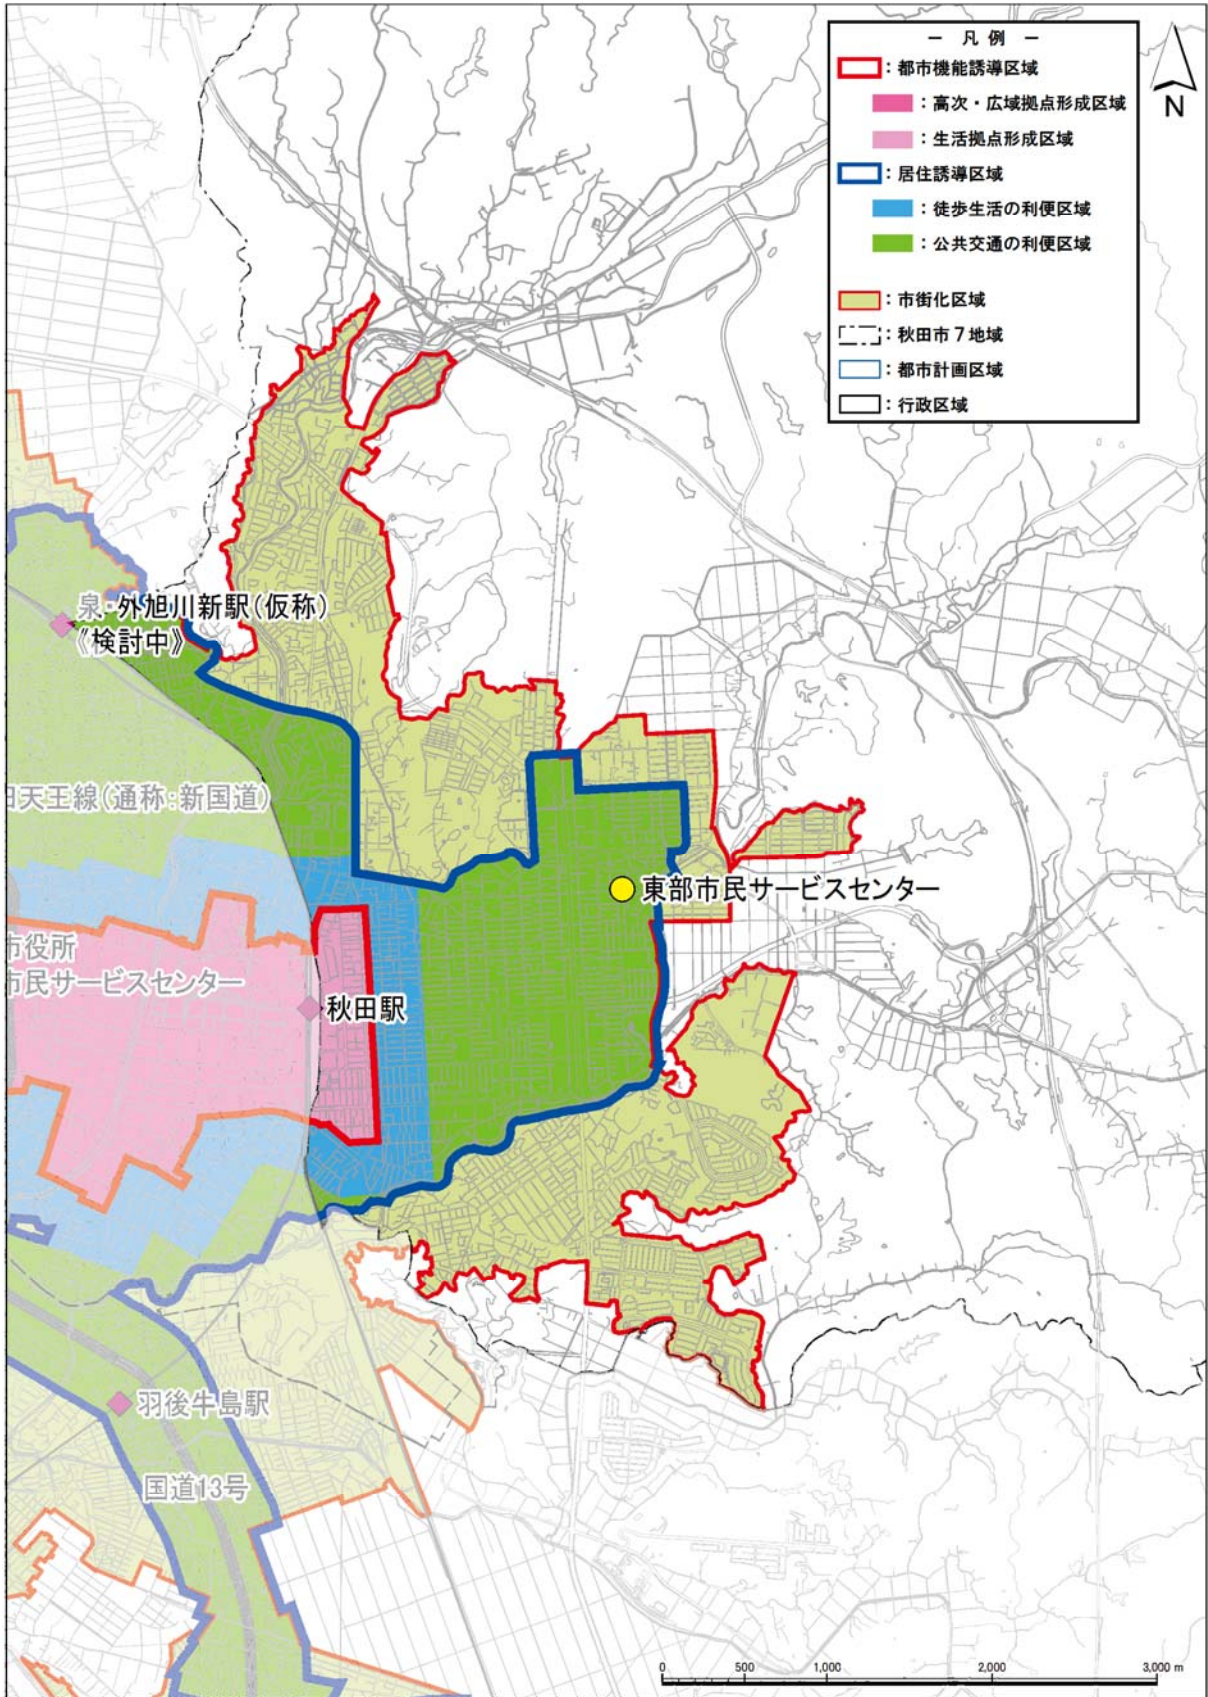 ― 凡 例 ―
：都市機能誘導区域
：高次・広域拠点形成区域
：生活拠点形成区域
：居住誘導区域
：徒歩生活の利便区域
：公共交通の利便区域
：市街化区域
：秋田市７地域
：都市計画区域
：行政区域
N
泉・外旭川新駅（仮称）
《検討中》
天王線（通称：新国道）
東部市民サービスセンター
市役所
市民サービスセンター
秋田駅
羽後牛島駅
国道13号
0 500 1,000 2,000 3,000 m